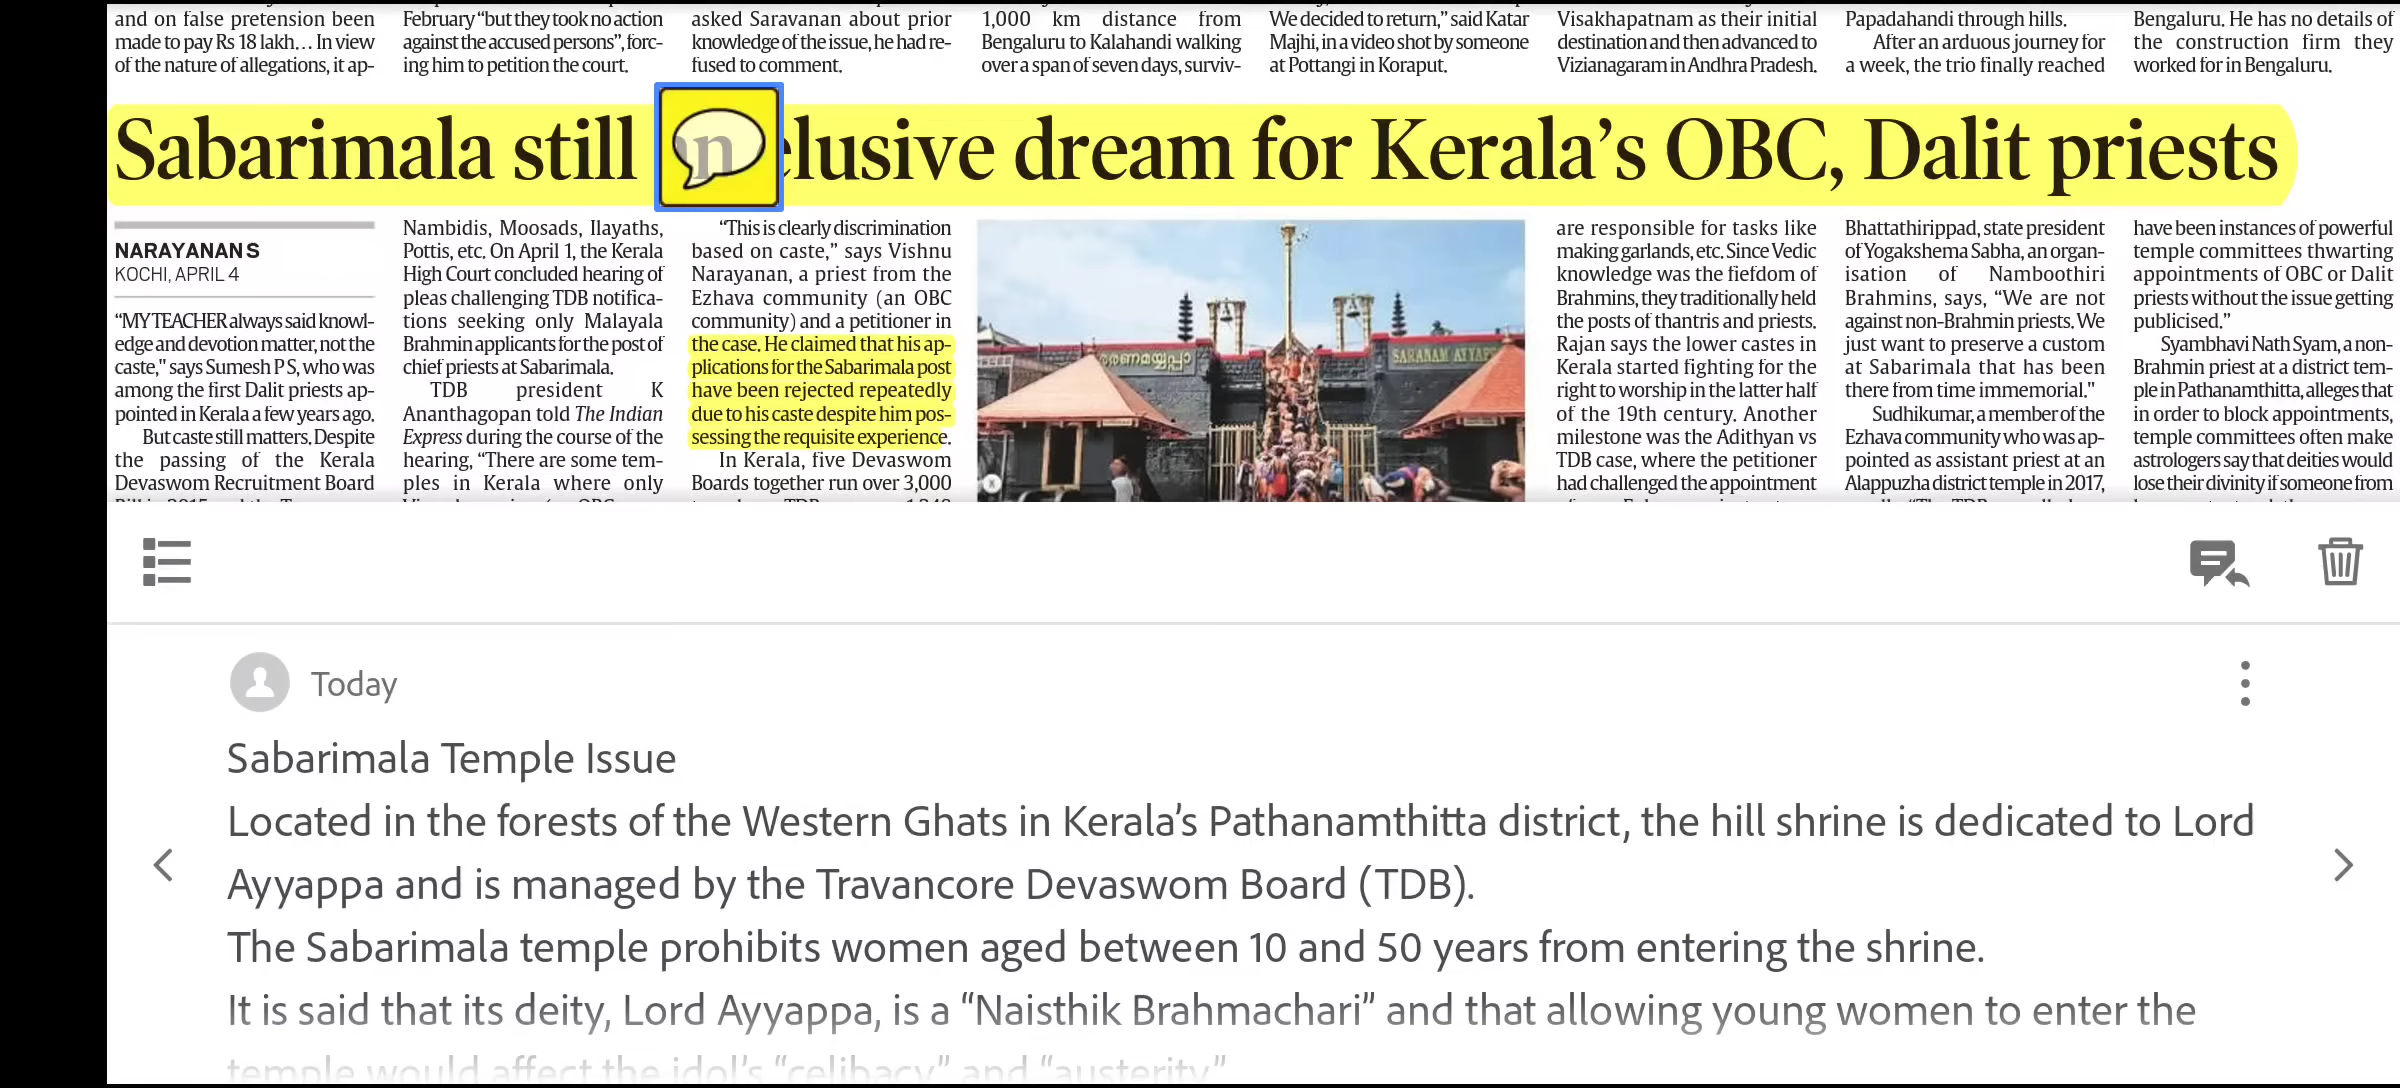 and on false pretension been
made to pay Rs 18 lakh... In view
of the nature of allegations, it ap-
February “but they took no action
against the accused persons”, forc-
ing him to petition the court.
asked Saravanan about prior
knowledge of the issue, he had re-
fused to comment.
1,000 km distance from
Bengaluru to Kalahandi walking
over a span of seven days, surviv-
We decided to return,” said Katar
Majhi, in a video shot by someone
at Pottangi in Koraput.
Visakhapatnam as their initial
destination and then advanced to
Vizianagaram in Andhra Pradesh.
Papadahandi through hills.
After an arduous journey for
a week, the trio finally reached
Bengaluru. He has no details of
the construction firm they
worked for in Bengaluru.
Sabarimala still an elusive dream for Kerala’s OBC, Dalit priests
NARAYANAN S
KOCHI, APRIL 4
“MY TEACHER always said knowl-
edge and devotion matter, not the
caste," says Sumesh P S, who was
among the first Dalit priests ap-
pointed in Kerala a few years ago.
But caste still matters. Despite
the passing of the Kerala
Devaswom Recruitment Board
Nambidis, Moosads, Ilayaths,
Pottis, etc. On April 1, the Kerala
High Court concluded hearing of
pleas challenging TDB notifica-
tions seeking only Malayala
Brahmin applicants for the post of
chief priests at Sabarimala.
TDB president K
Ananthagopan told The Indian
Express during the course of the
hearing, “There are some tem-
ples in Kerala where only
“This is clearly discrimination
based on caste,” says Vishnu
Narayanan, a priest from the
Ezhava community (an OBC
community) and a petitioner in
the case. He claimed that his ap-
plications for the Sabarimala post
have been rejected repeatedly
due to his caste despite him pos-
sessing the requisite experience.
In Kerala, five Devaswom
Boards together run over 3,000
SARANAM AYYAPPA
are responsible for tasks like
making garlands, etc. Since Vedic
knowledge was the fiefdom of
Brahmins, they traditionally held
the posts of thantris and priests.
Rajan says the lower castes in
Kerala started fighting for the
right to worship in the latter half
of the 19th century. Another
milestone was the Adithyan vs
TDB case, where the petitioner
had challenged the appointment
Bhattathirippad, state president
of Yogakshema Sabha, an organ-
isation of Namboothiri
Brahmins, says, “We are not
against non-Brahmin priests. We
just want to preserve a custom
at Sabarimala that has been
there from time immemorial."
Sudhikumar, a member of the
Ezhava community who was ap-
pointed as assistant priest at an
Alappuzha district temple in 2017,
have been instances of powerful
temple committees thwarting
appointments of OBC or Dalit
priests without the issue getting
publicised.”
Syambhavi Nath Syam, a non-
Brahmin priest at a district tem-
ple in Pathanamthitta, alleges that
in order to block appointments,
temple committees often make
astrologers say that deities would
lose their divinity if someone from
Today
Sabarimala Temple Issue
Located in the forests of the Western Ghats in Kerala’s Pathanamthitta district, the hill shrine is dedicated to Lord
Ayyappa and is managed by the Travancore Devaswom Board (TDB).
The Sabarimala temple prohibits women aged between 10 and 50 years from entering the shrine.
It is said that its deity, Lord Ayyappa, is a “Naisthik Brahmachari” and that allowing young women to enter the
temple would affect the idol’s “celibacy” and “austerity”